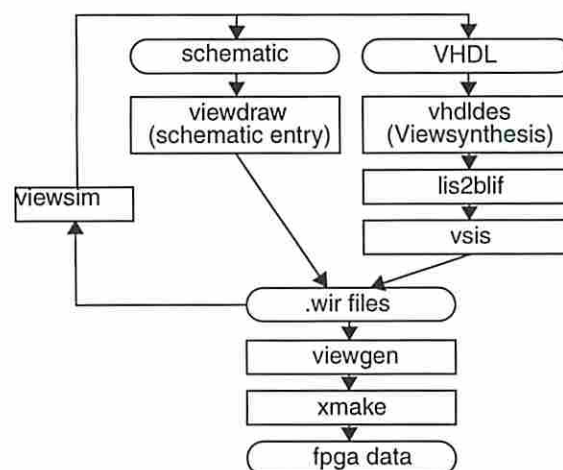 schematic
VHDL
viewdraw
(schematic entry)
vhdldes
(Viewsynthesis)
viewsim
lis2blif
vsis
.wir files
viewgen
xmake
fpga data